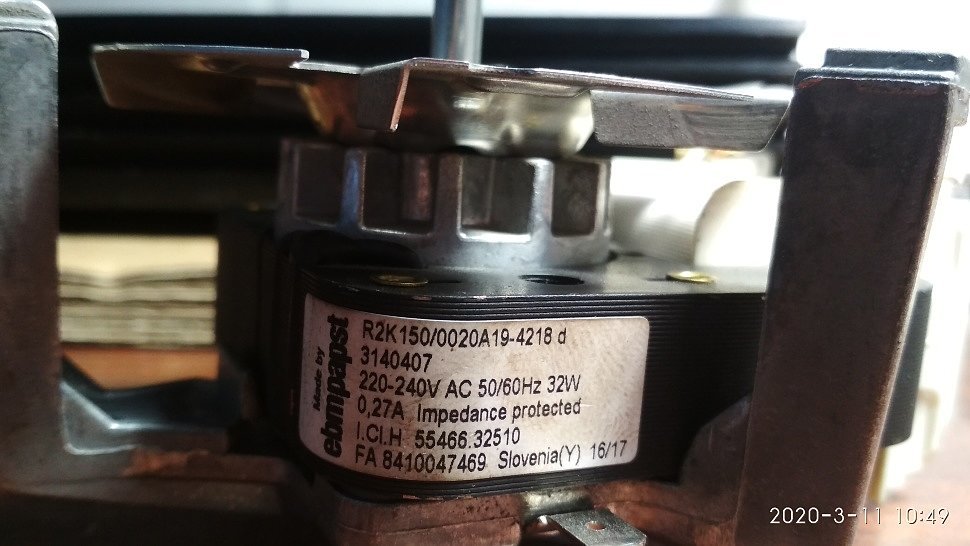 Made by
ebmpapst
R2K150/0020A19-4218 d
3140407
220-240V AC 50/60Hz 32W
0,27A Impedance protected
I.Cl.H 55466.32510
FA 8410047469 Slovenia(Y) 16/17
2020-3-11 10:49